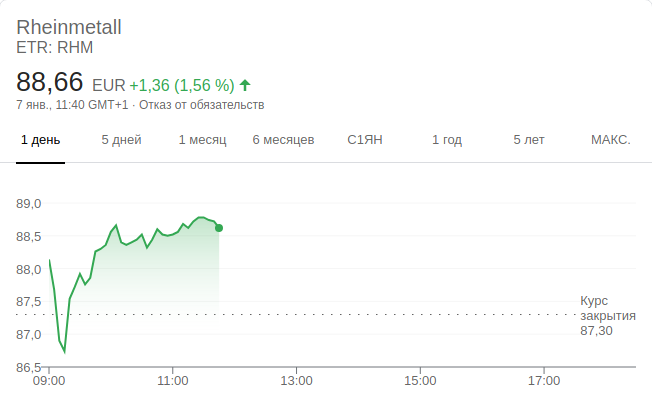 Rheinmetall
ETR: RHM
88,66 EUR +1,36 (1,56 %)
7 янв., 11:40 GMT+1 · Отказ от обязательств
1 день 5 дней 1 месяц 6 месяцев С1ЯН 1 год 5 лет МАКС.
89,0
88,5
88,0
87,5
87,0
86,5
Курс
закрытия
87,30
09:00 11:00 13:00 15:00 17:00